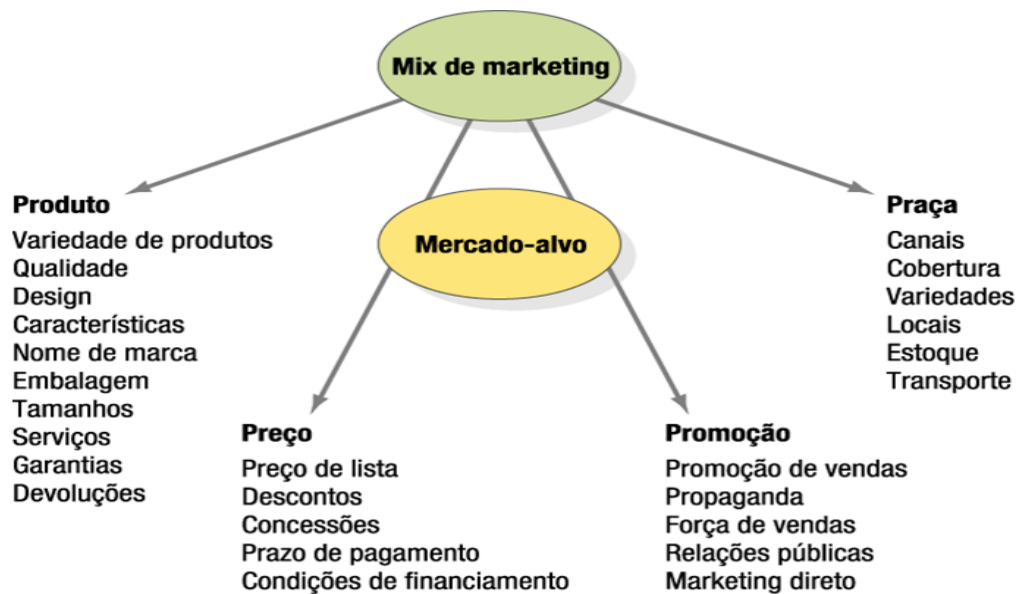 Mix de marketing
Mercado-alvo
Produto
Variedade de produtos
Qualidade
Design
Características
Nome de marca
Embalagem
Tamanhos
Serviços
Garantias
Devoluções
Preço
Preço de lista
Descontos
Concessões
Prazo de pagamento
Condições de financiamento
Promoção
Promoção de vendas
Propaganda
Força de vendas
Relações públicas
Marketing direto
Praça
Canais
Cobertura
Variedades
Locais
Estoque
Transporte